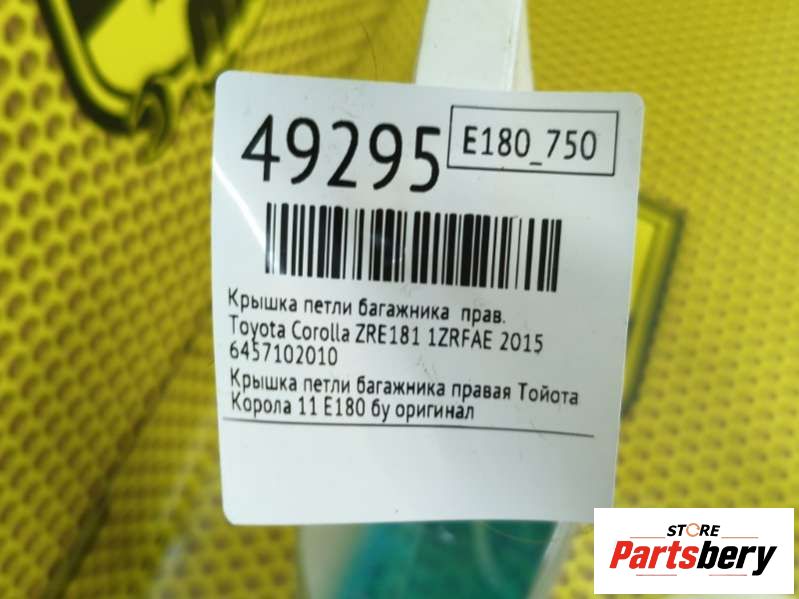 49295
E180_750
Крышка петли багажника прав.
Toyota Corolla ZRE181 1ZRFAE 2015
6457102010
Крышка петли багажника правая Тойота
Корола 11 Е180 бу оригинал
STORE
Partsbery